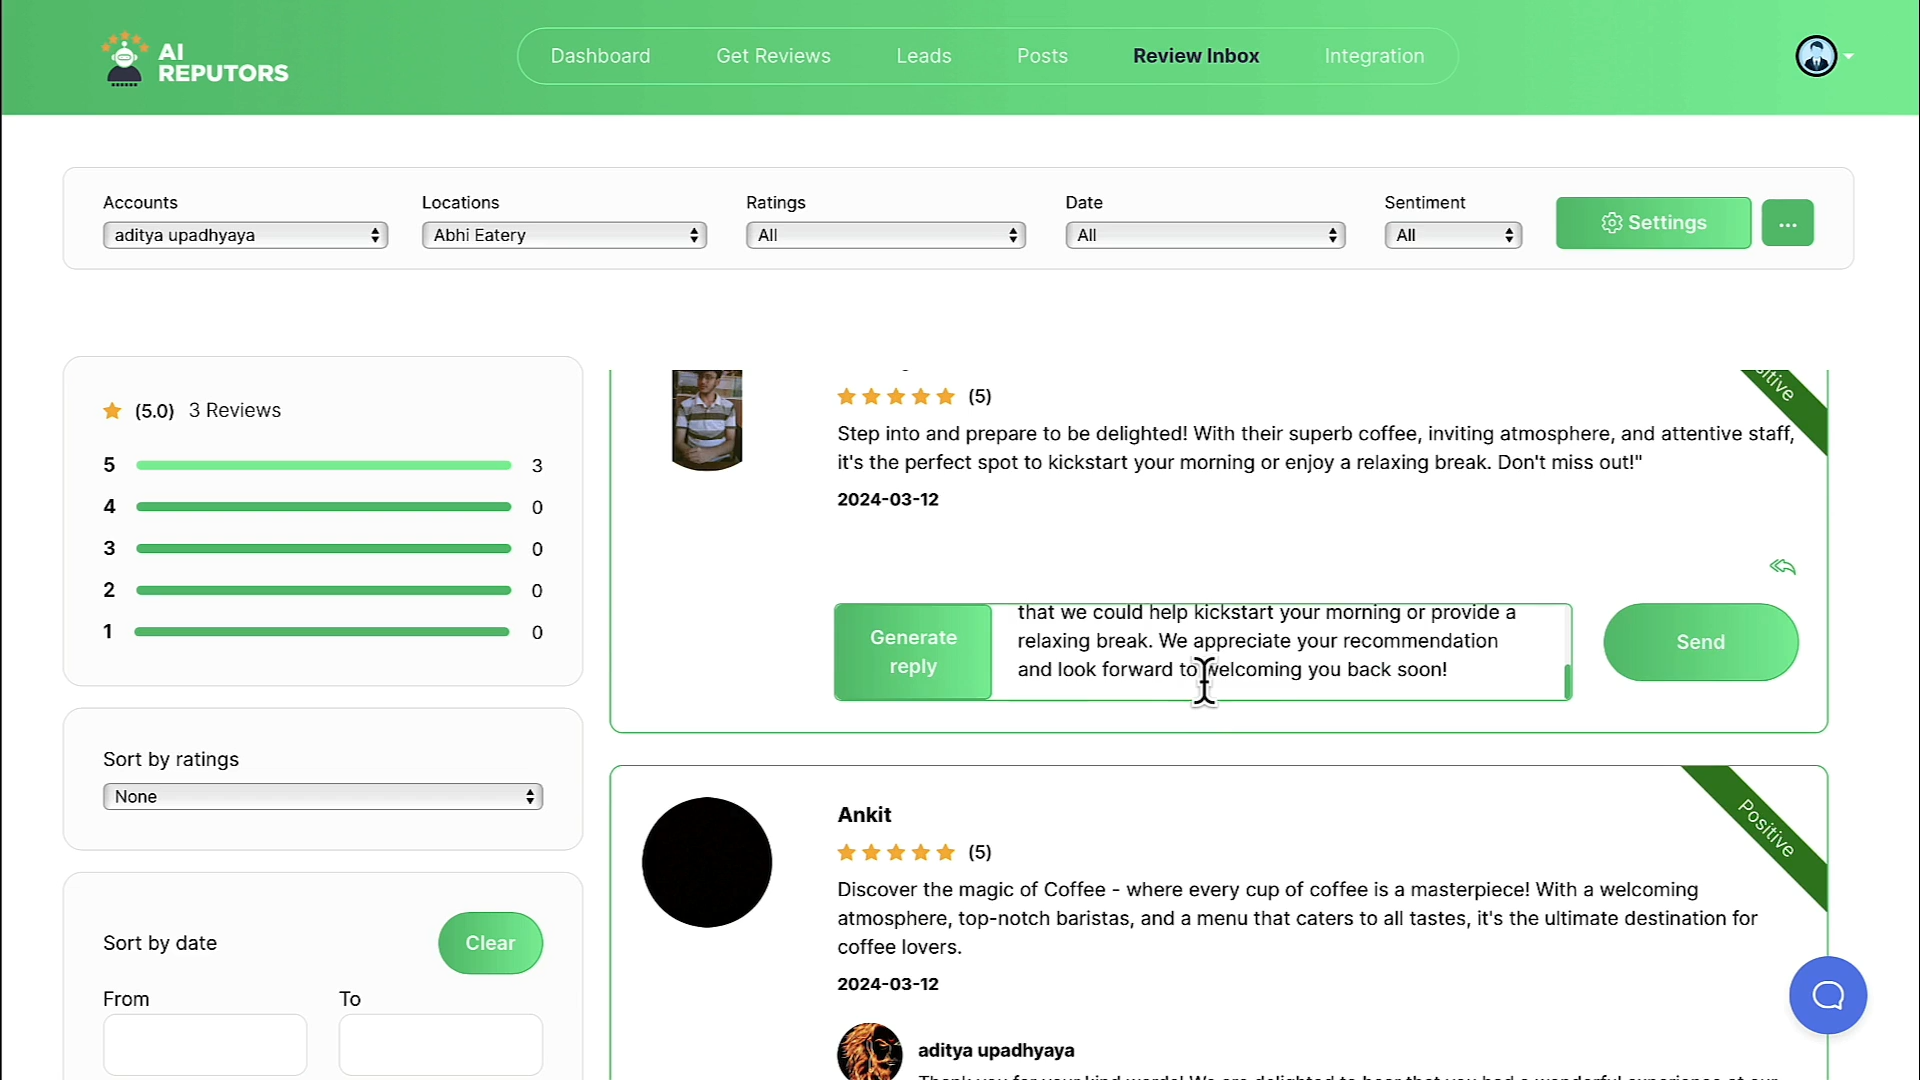 AI
REPUTORS
Dashboard
Get Reviews
Leads
Posts
Review Inbox
Integration
Accounts
aditya upadhyaya
Locations
Abhi Eatery
Ratings
All
Date
All
Sentiment
All
Settings
...
(5.0) 3 Reviews
5 3
4 0
3 0
2 0
1 0
Sort by ratings
None
Sort by date
Clear
From
To
(5)
Step into and prepare to be delighted! With their superb coffee, inviting atmosphere, and attentive staff,
it's the perfect spot to kickstart your morning or enjoy a relaxing break. Don't miss out!"
2024-03-12
Generate
reply
that we could help kickstart your morning or provide a
relaxing break. We appreciate your recommendation
and look forward to welcoming you back soon!
Send
Ankit
Positive
(5)
Discover the magic of Coffee - where every cup of coffee is a masterpiece! With a welcoming
atmosphere, top-notch baristas, and a menu that caters to all tastes, it's the ultimate destination for
coffee lovers.
2024-03-12
aditya upadhyaya